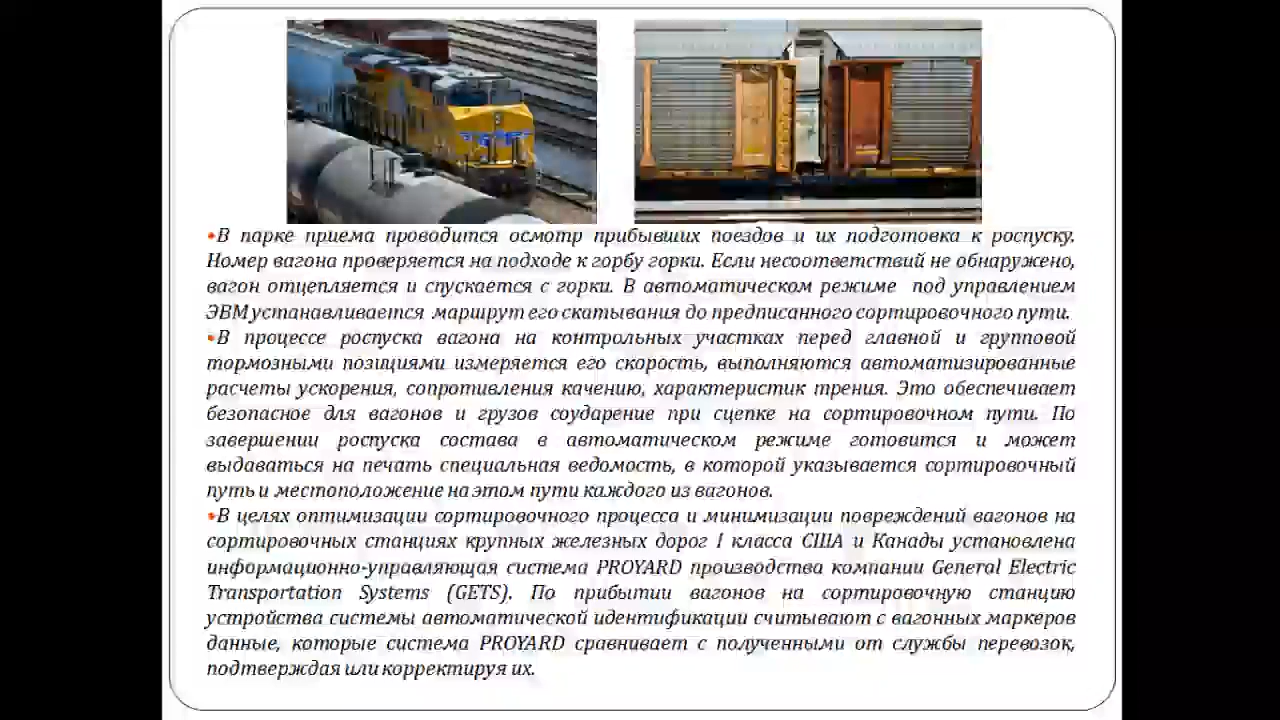 •В парке приема проводится осмотр прибывших поездов и их подготовка к роспуску.
Номер вагона проверяется на подходе к горбу горки. Если несоответствий не обнаружено,
вагон отцепляется и спускается с горки. В автоматическом режиме под управлением
ЭВМ устанавливается маршрут его скатывания до предписанного сортировочного пути.
•В процессе роспуска вагона на контрольных участках перед главной и групповой
тормозными позициями измеряется его скорость, выполняются автоматизированные
расчеты ускорения, сопротивления качению, характеристик трения. Это обеспечивает
безопасное для вагонов и грузов соударение при сцепке на сортировочном пути. По
завершении роспуска состава в автоматическом режиме готовится и может
выдаваться на печать специальная ведомость, в которой указывается сортировочный
путь и местоположение на этом пути каждого из вагонов.
•В целях оптимизации сортировочного процесса и минимизации повреждений вагонов на
сортировочных станциях крупных железных дорог I класса США и Канады установлена
информационно-управляющая система PROYARD производства компании General Electric
Transportation Systems (GETS). По прибытии вагонов на сортировочную станцию
устройства системы автоматической идентификации считывают с вагонных маркеров
данные, которые система PROYARD сравнивает с полученными от службы перевозок,
подтверждая или корректируя их.